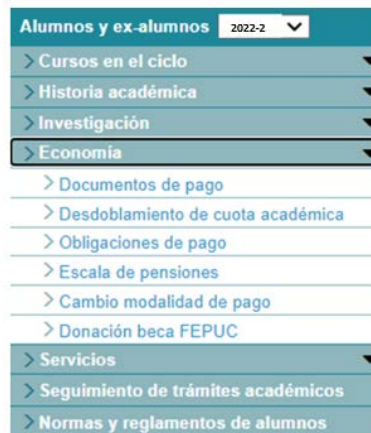 Alumnos y ex-alumnos 2022-2
Cursos en el ciclo
Historia académica
Investigación
Economía
Documentos de pago
Desdoblamiento de cuota académica
Obligaciones de pago
Escala de pensiones
Cambio modalidad de pago
Donación beca FEPUC
Servicios
Seguimiento de trámites académicos
Normas y reglamentos de alumnos